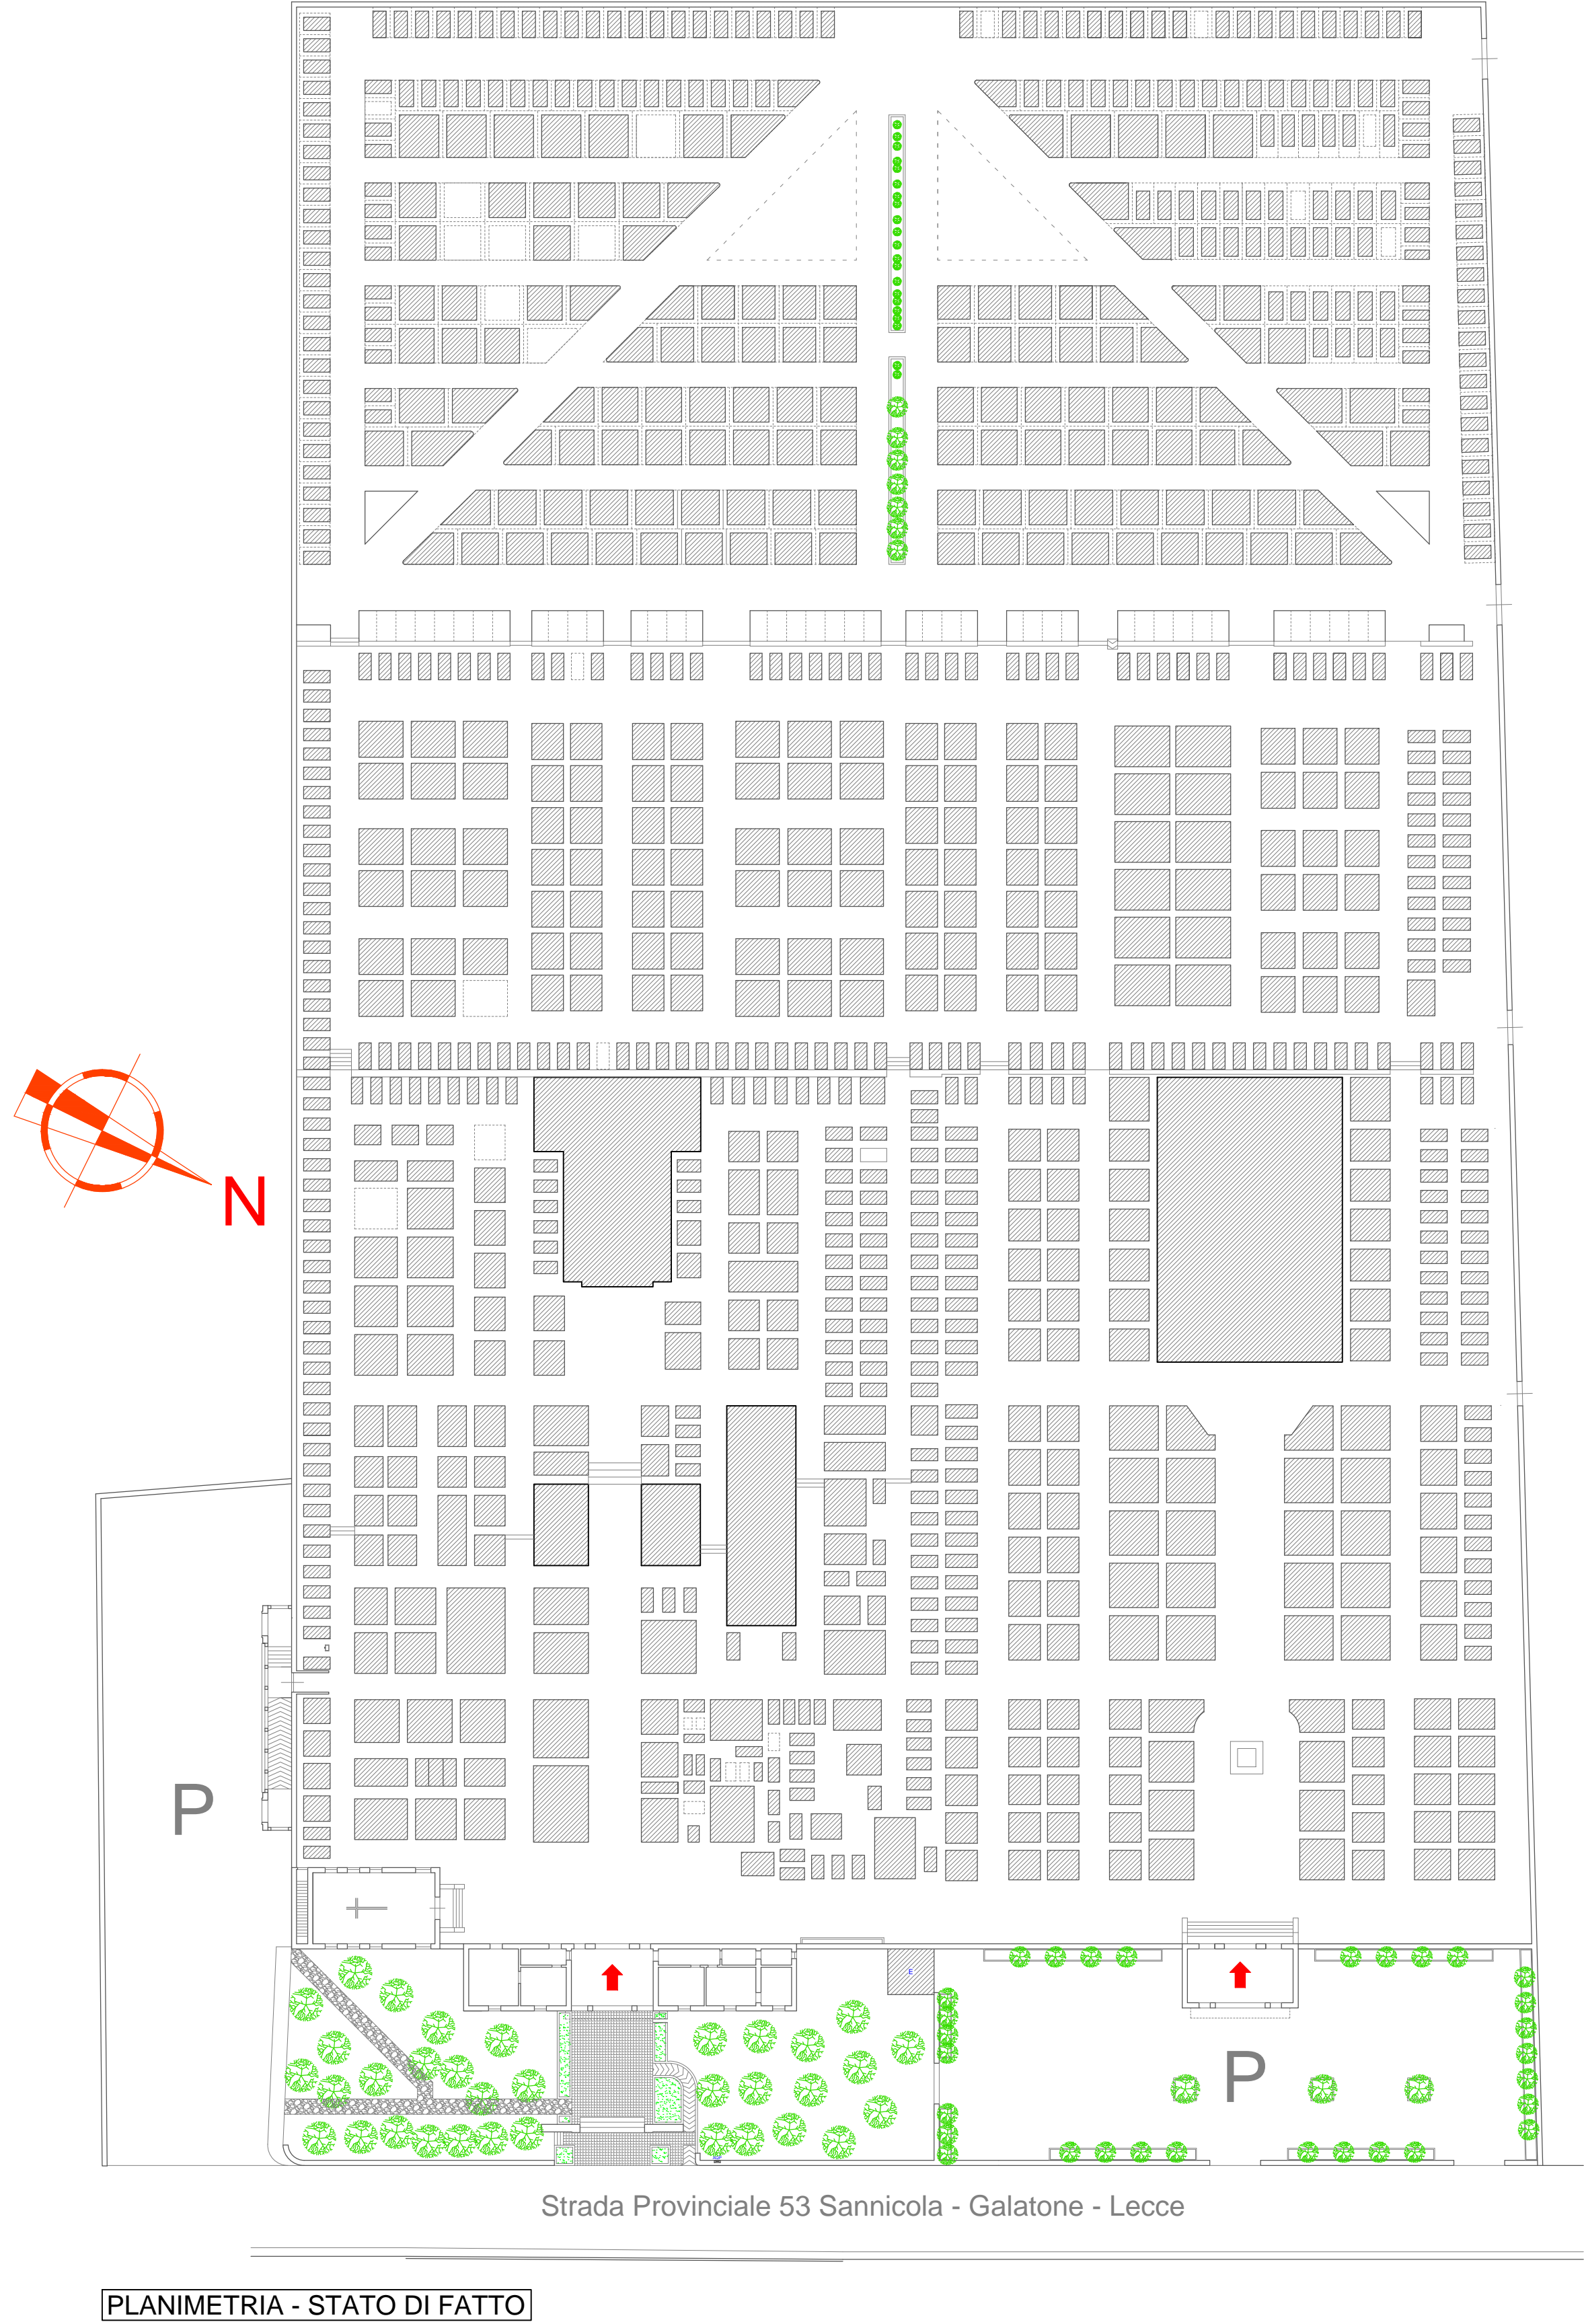 N
P
E
P
Strada Provinciale 53 Sannicola - Galatone - Lecce
PLANIMETRIA - STATO DI FATTO